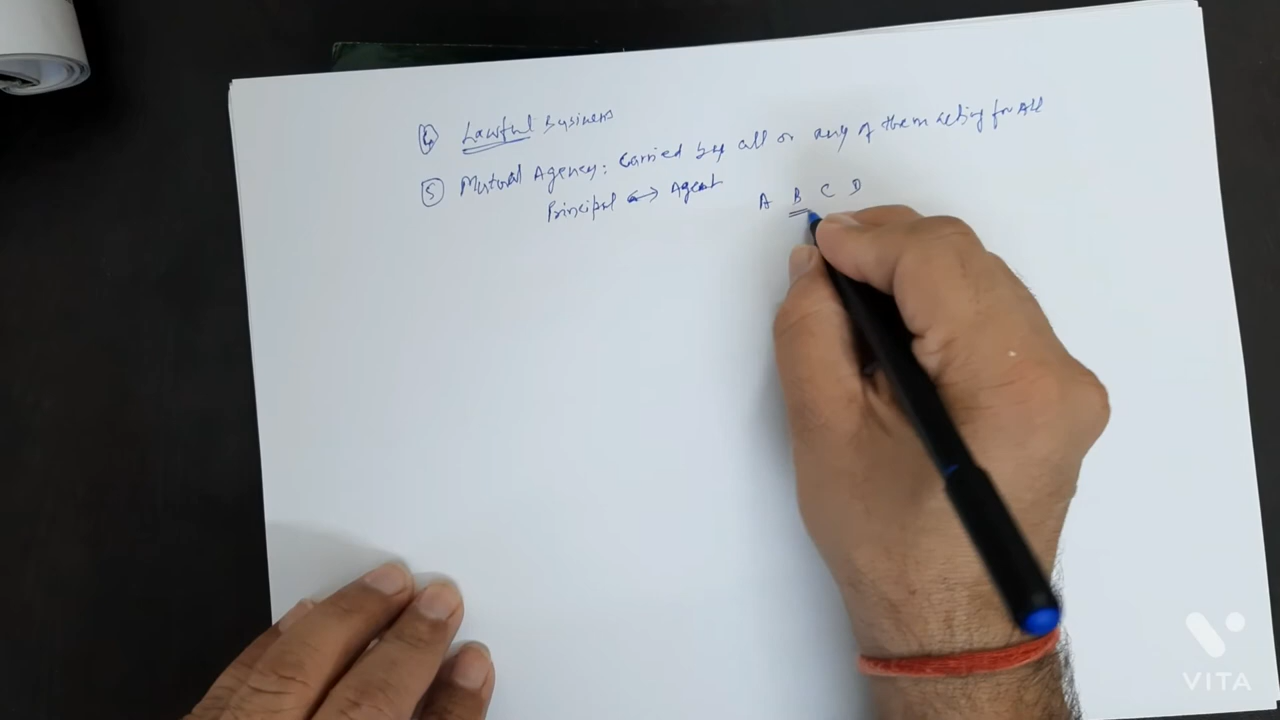 4 Lawful Business
5 Mutual Agency: Carried by all or any of them acting for All
Principal ↔ Agent A B C D
VITA